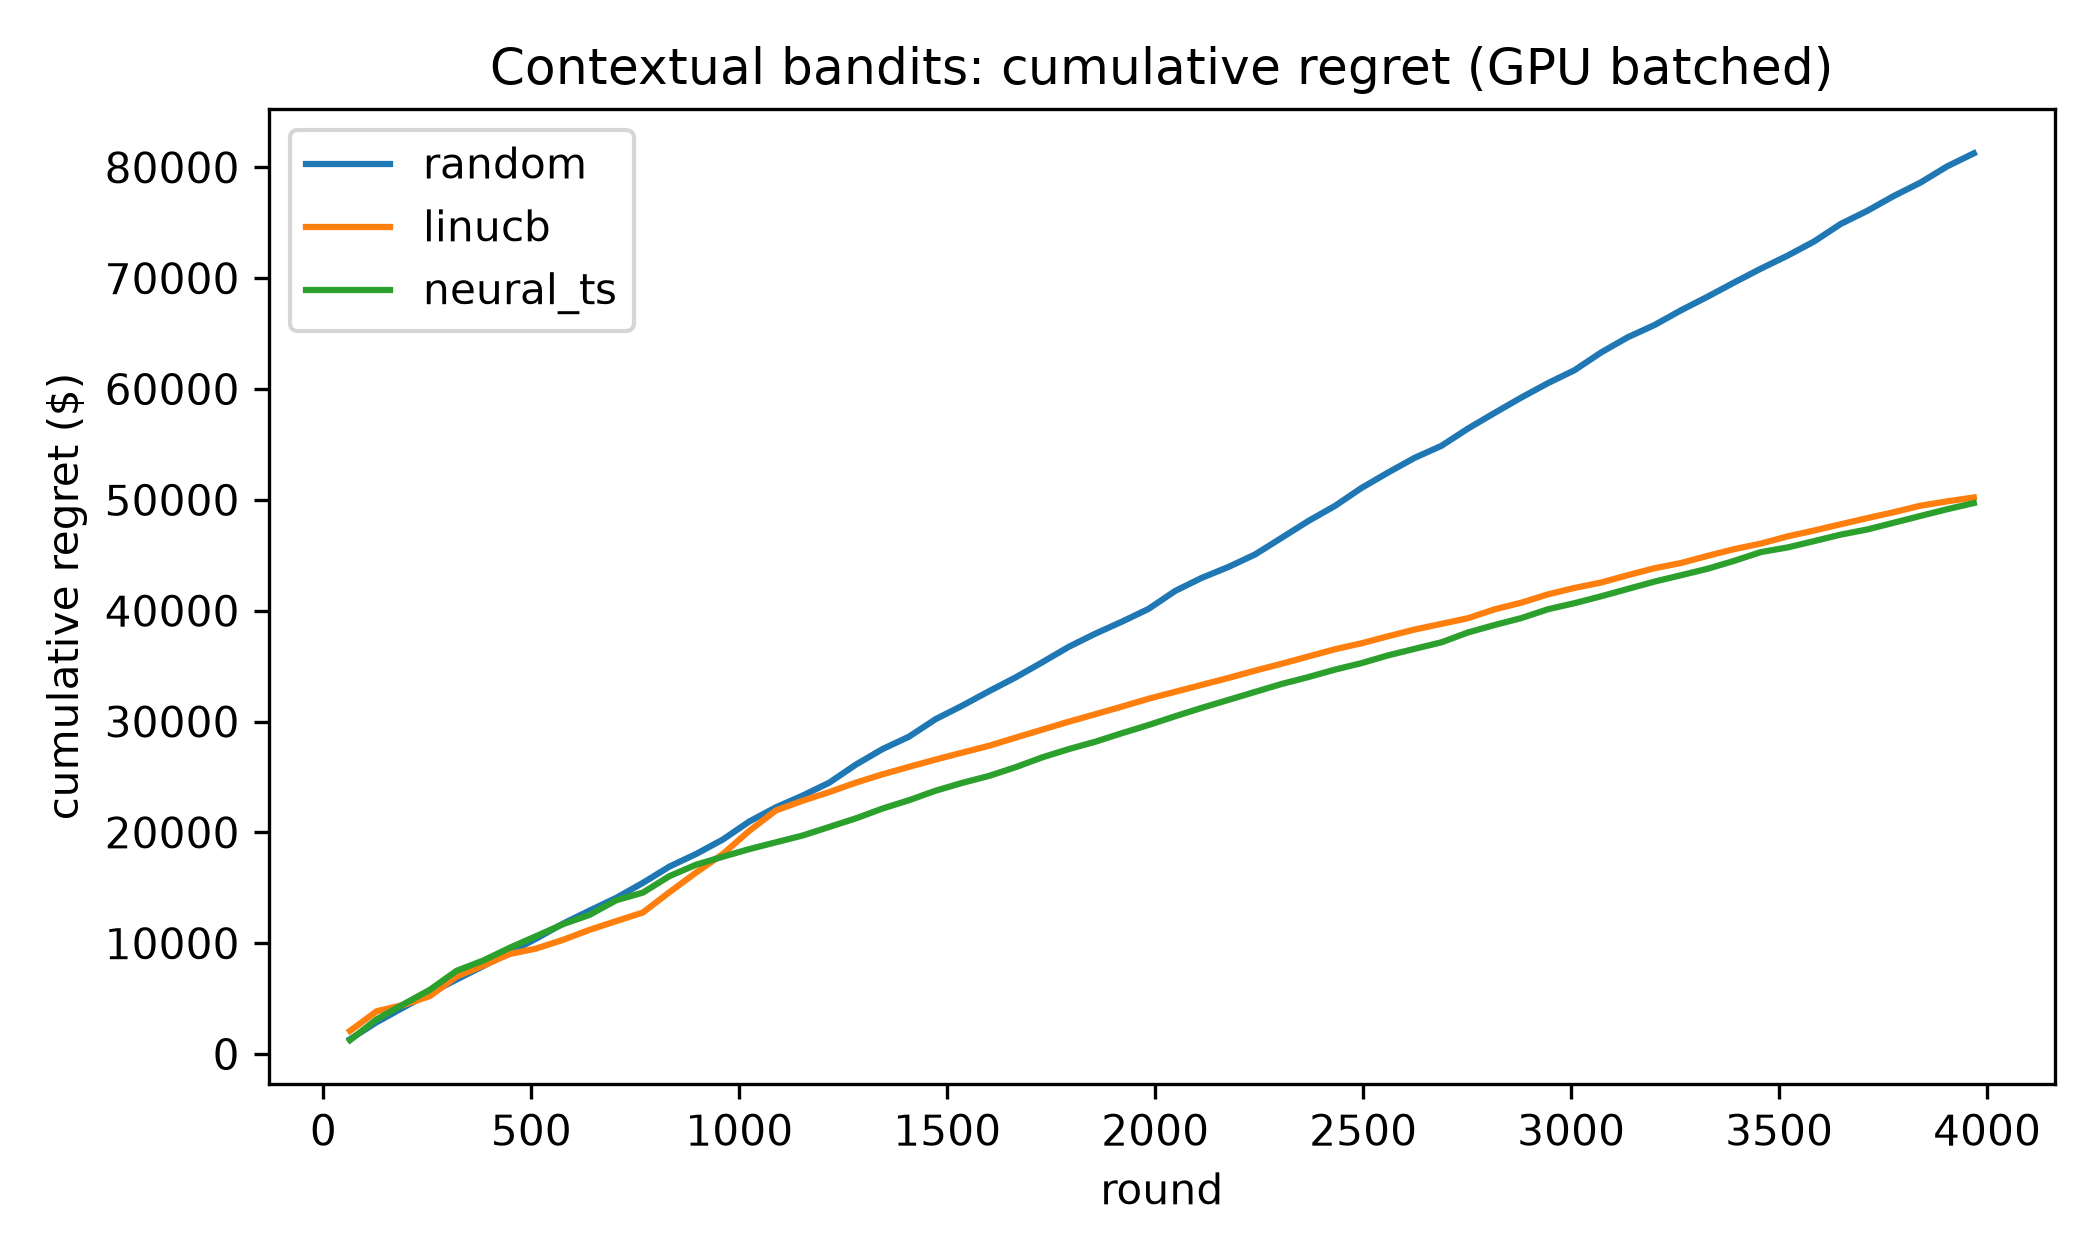 Contextual bandits: cumulative regret (GPU batched)
random
linucb
neural_ts
cumulative regret ($)
80000
70000
60000
50000
40000
30000
20000
10000
0
0 500 1000 1500 2000 2500 3000 3500 4000
round